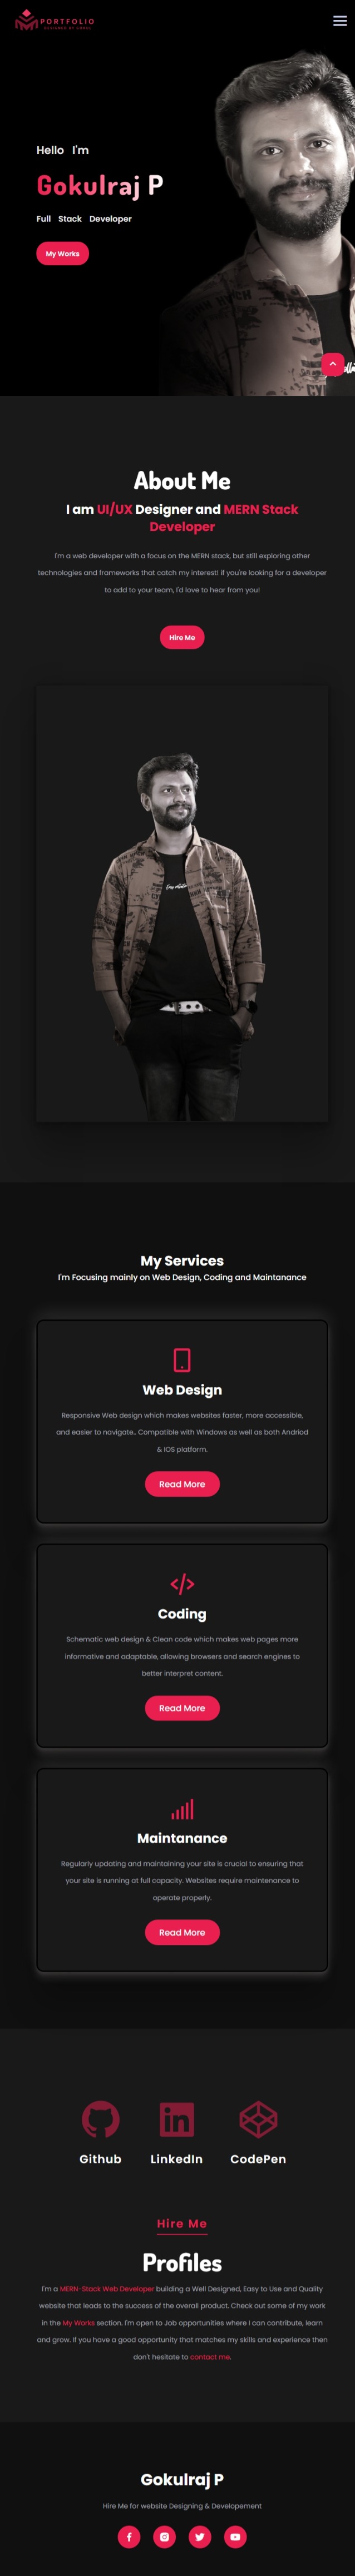 PORTFOLIO
DESIGNED BY GOKUL
Hello I'm
Gokulraj P
Full Stack Developer
My Works
About Me
I am UI/UX Designer and MERN Stack
Developer
I'm a web developer with a focus on the MERN stack, but still exploring other
technologies and frameworks that catch my interest! if you're looking for a developer
to add to your team, I'd love to hear from you!
Hire Me
My Services
I'm Focusing mainly on Web Design, Coding and Maintanance
Web Design
Responsive Web design which makes websites faster, more accessible,
and easier to navigate.. Compatible with Windows as well as both Andriod
& IOS platform.
Read More
Coding
Schematic web design & Clean code which makes web pages more
informative and adaptable, allowing browsers and search engines to
better interpret content.
Read More
Maintanance
Regularly updating and maintaining your site is crucial to ensuring that
your site is running at full capacity. Websites require maintenance to
operate properly.
Read More
Github LinkedIn CodePen
Hire Me
Profiles
I'm a MERN-Stack Web Developer building a Well Designed, Easy to Use and Quality
website that leads to the success of the overall product. Check out some of my work
in the My Works section. I'm open to Job opportunities where I can contribute, learn
and grow. If you have a good opportunity that matches my skills and experience then
don't hesitate to contact me.
Gokulraj P
Hire Me for website Designing & Developement